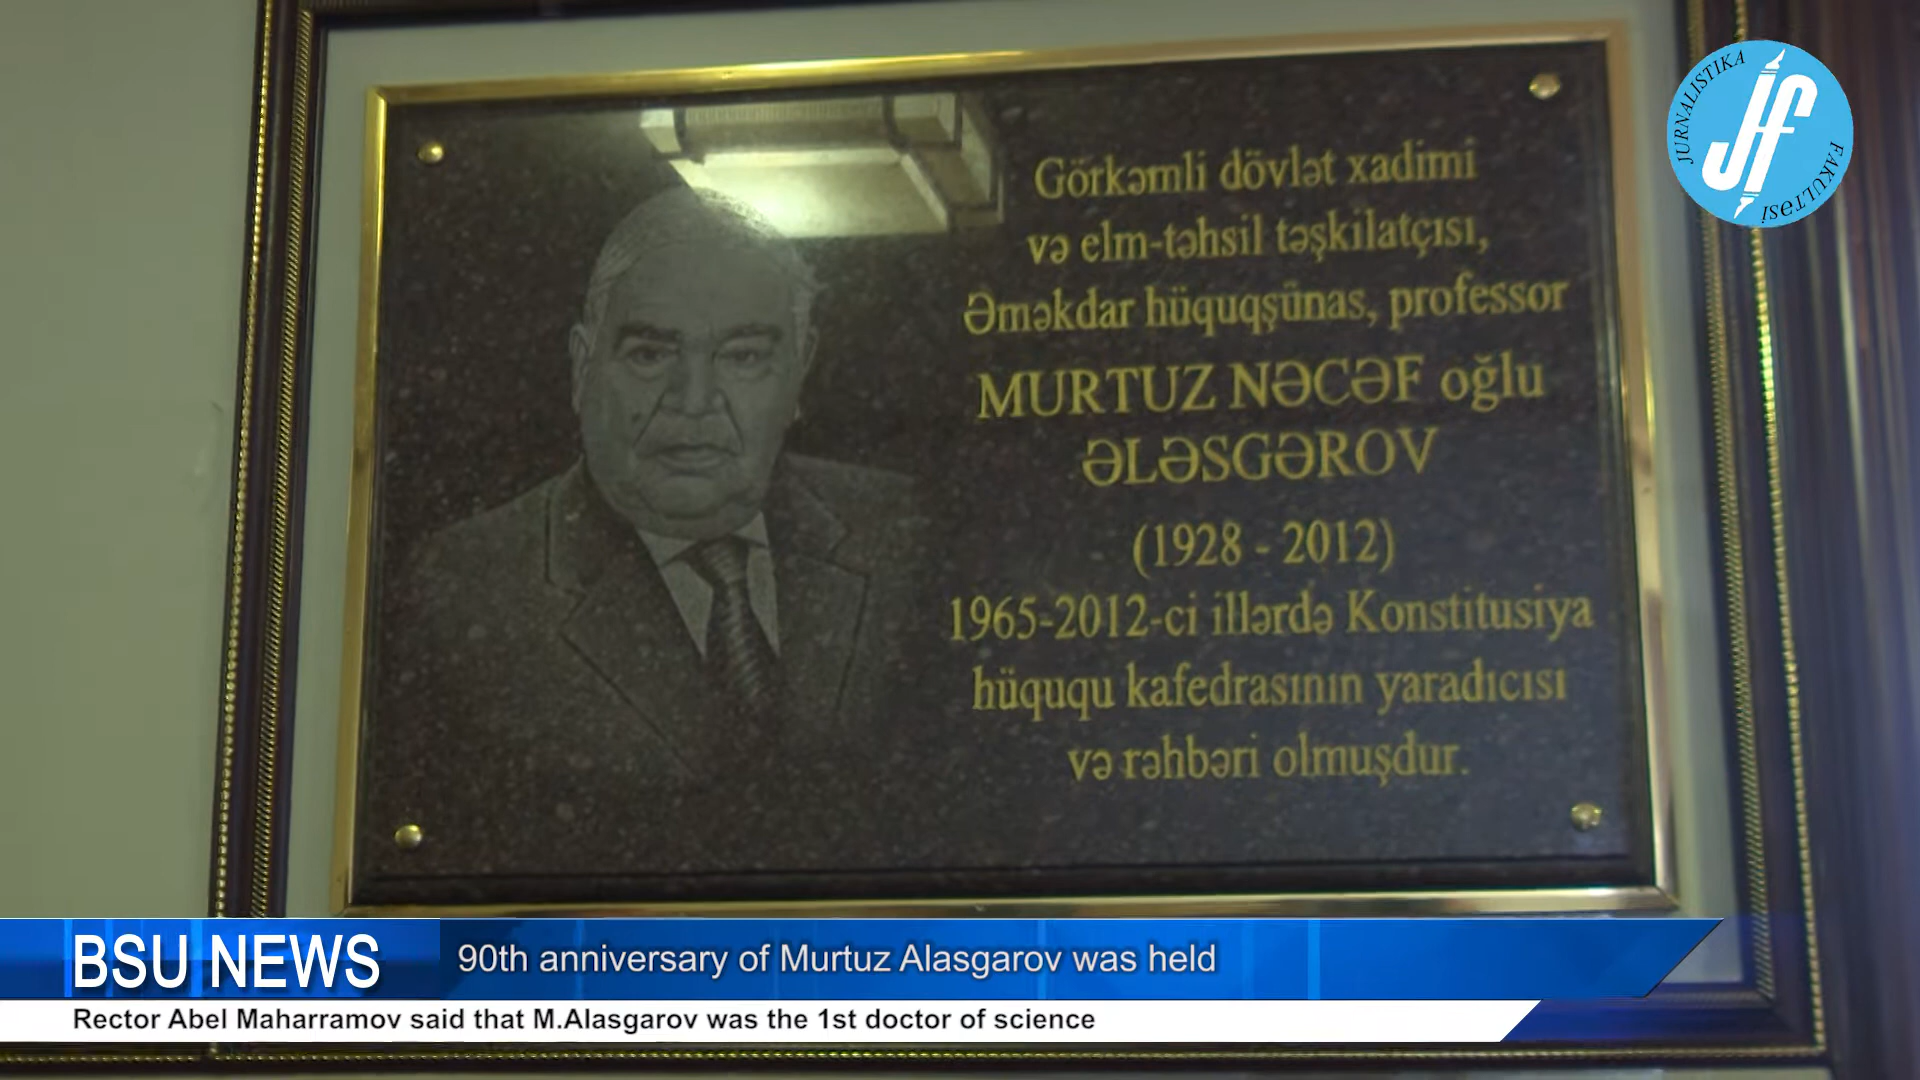 JURNALISTIKA
FAKÜLTƏSİ
Jf
Görkəmli dövlət xadimi
və elm-təhsil təşkilatçısı,
Əməkdar hüquqşünas, professor
MURTUZ NƏCƏF oğlu
ƏLƏSGƏROV
(1928 - 2012)
1965-2012-ci illərdə Konstitusiya
hüququ kafedrasının yaradıcısı
və rəhbəri olmuşdur.
BSU NEWS
90th anniversary of Murtuz Alasgarov was held
Rector Abel Maharramov said that M.Alasgarov was the 1st doctor of science